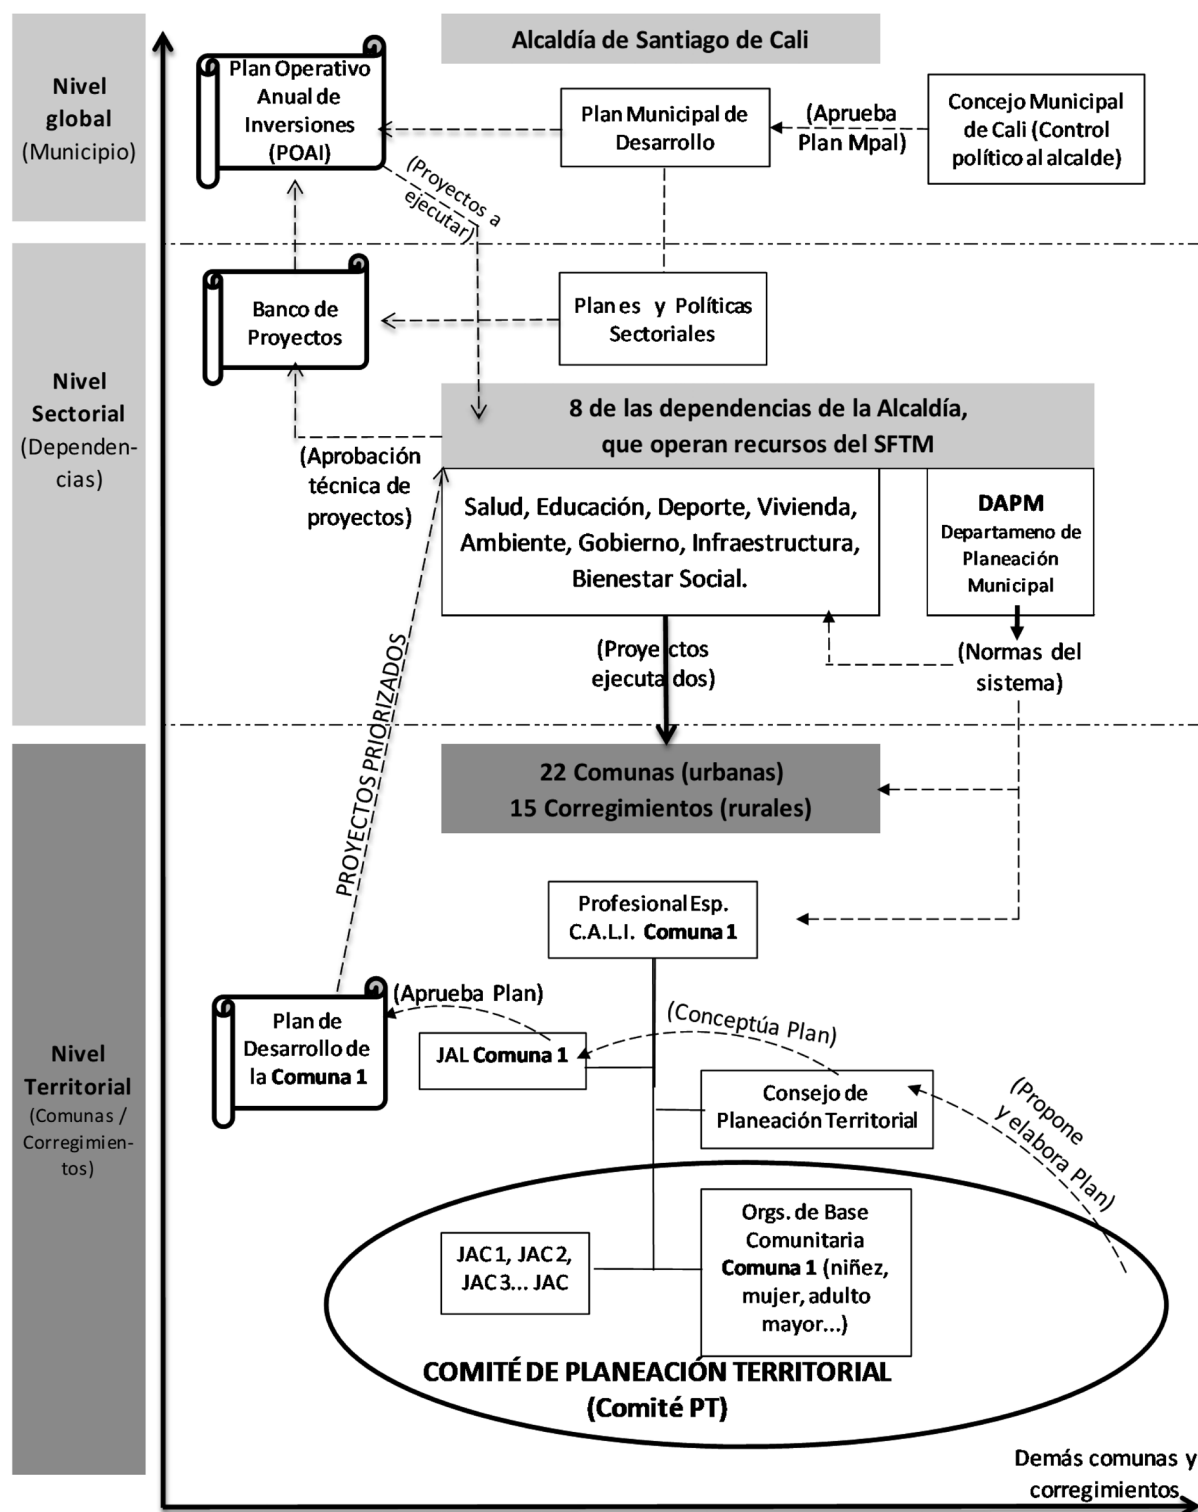 Alcaldía de Santiago de Cali
Nivel
global
(Municipio)
Plan Operativo
Anual de
Inversiones
(POAI)
Plan Municipal de
Desarrollo
(Aprueba
Plan Mpal)
Concejo Municipal
de Cali (Control
político al alcalde)
(Proyectos a
ejecutar)
Nivel
Sectorial
(Dependen-
cias)
Banco de
Proyectos
Planes y Políticas
Sectoriales
8 de las dependencias de la Alcaldía,
que operan recursos del SFTM
(Aprobación
técnica de
proyectos)
Salud, Educación, Deporte, Vivienda,
Ambiente, Gobierno, Infraestructura,
Bienestar Social.
DAPM
Departameno de
Planeación
Municipal
(Proyectos
ejecutados)
(Normas del
sistema)
PROYECTOS PRIORIZADOS
22 Comunas (urbanas)
15 Corregimientos (rurales)
Nivel
Territorial
(Comunas /
Corregimien-
tos)
Profesional Esp.
C.A.L.I. Comuna 1
Plan de
Desarrollo de
la Comuna 1
(Aprueba Plan)
JAL Comuna 1
(Conceptúa Plan)
Consejo de
Planeación Territorial
(Propone
y elabora Plan)
JAC 1, JAC 2,
JAC 3... JAC
Orgs. de Base
Comunitaria
Comuna 1 (niñez,
mujer, adulto
mayor...)
COMITÉ DE PLANEACIÓN TERRITORIAL
(Comité PT)
Demás comunas y
corregimientos